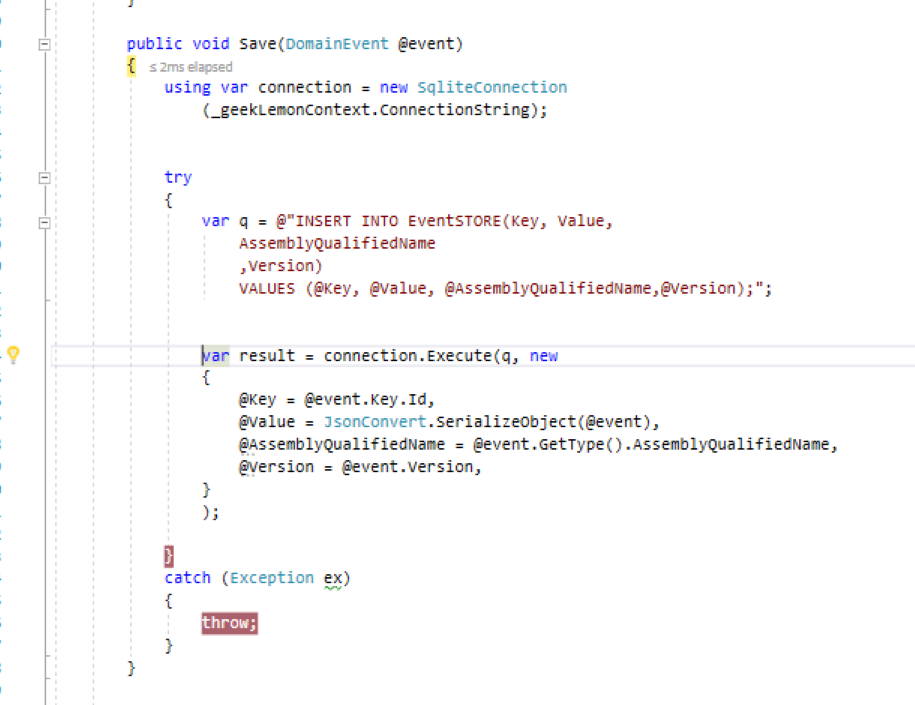 }
public void Save(DomainEvent @event)
{ ≤ 2ms elapsed
using var connection = new SqliteConnection
(_geekLemonContext.ConnectionString);
try
{
var q = @"INSERT INTO EventSTORE(Key, Value,
AssemblyQualifiedName
,Version)
VALUES (@Key, @Value, @AssemblyQualifiedName,@Version);";
var result = connection.Execute(q, new
{
@Key = @event.Key.Id,
@Value = JsonConvert.SerializeObject(@event),
@AssemblyQualifiedName = @event.GetType().AssemblyQualifiedName,
@Version = @event.Version,
}
);
}
catch (Exception ex)
{
throw;
}
}